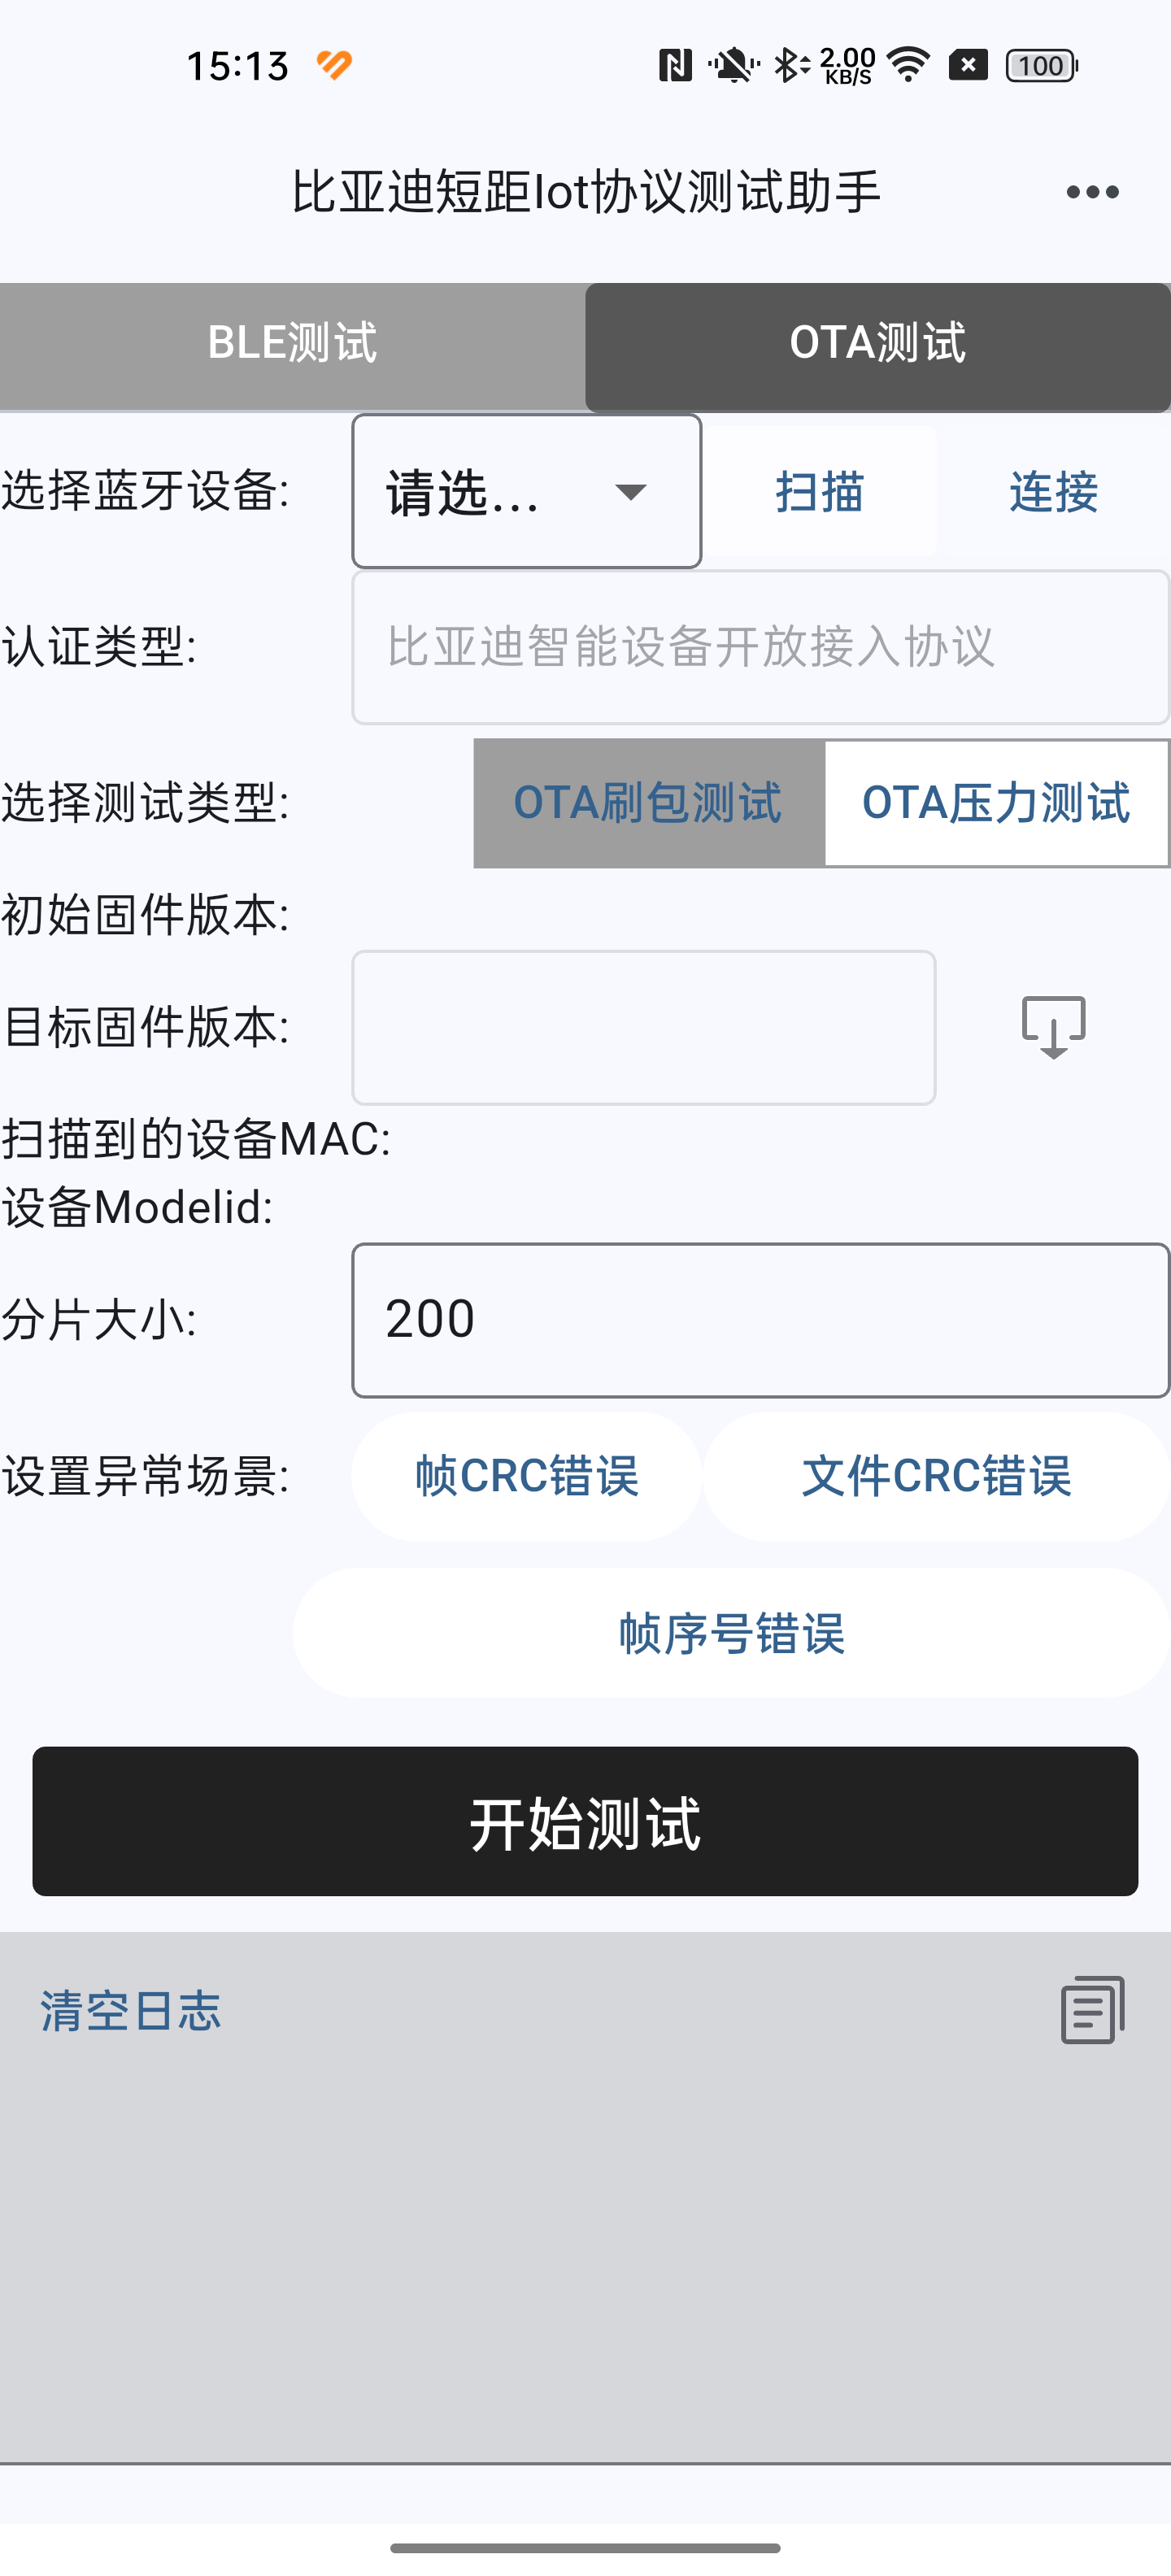 15:13
2.00
KB/S
100
比亚迪短距Iot协议测试助手
BLE测试 OTA测试
选择蓝牙设备: 请选... 扫描 连接
认证类型: 比亚迪智能设备开放接入协议
选择测试类型: OTA刷包测试 OTA压力测试
初始固件版本:
目标固件版本:
扫描到的设备MAC:
设备Modelid:
分片大小: 200
设置异常场景: 帧CRC错误 文件CRC错误
帧序号错误
开始测试
清空日志